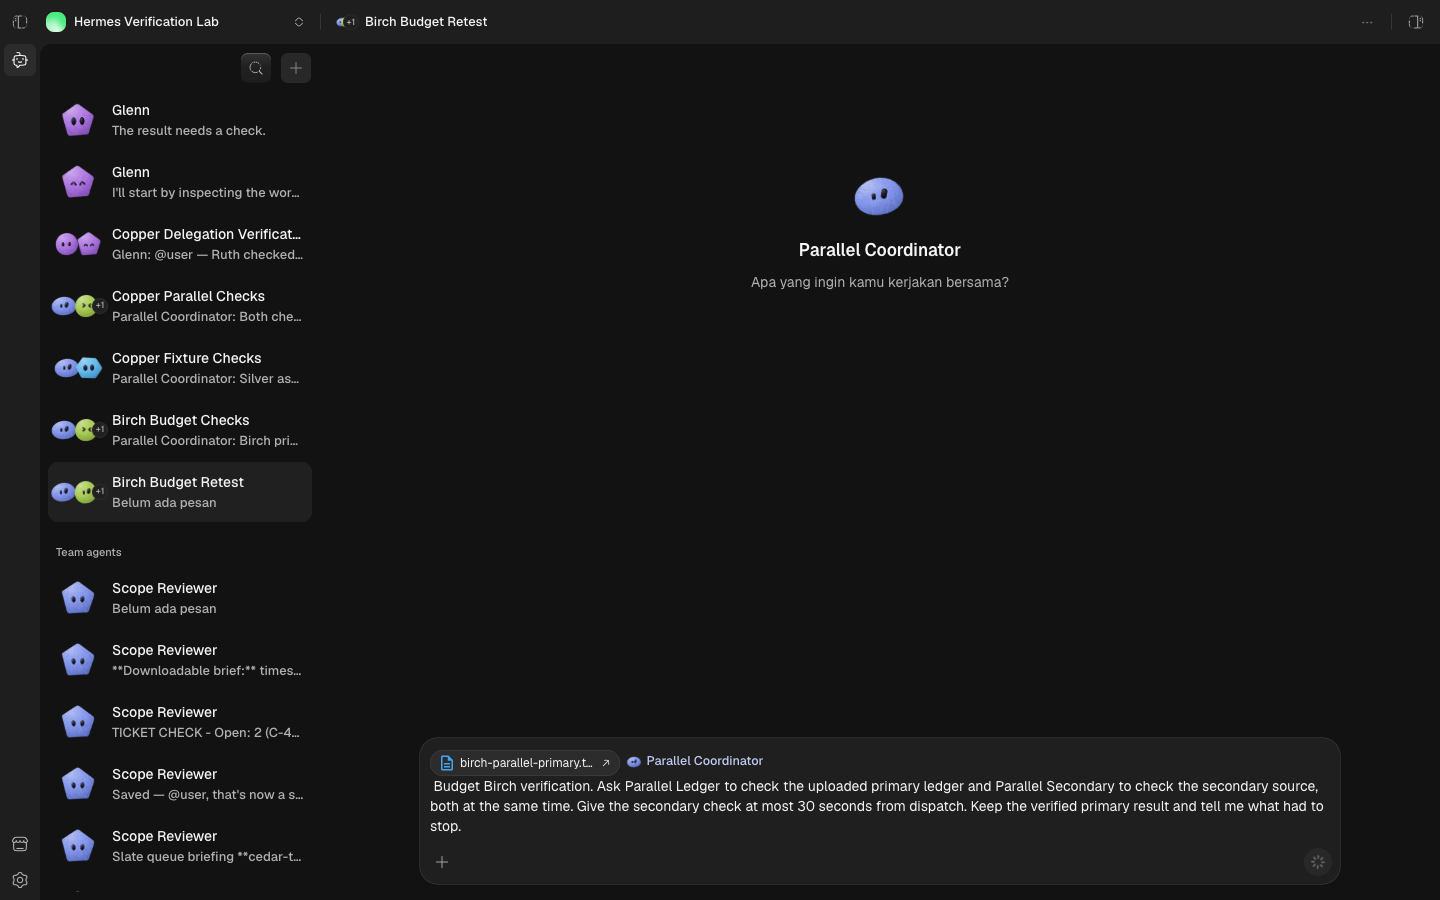 Hermes Verification Lab
+1 Birch Budget Retest
Glenn
The result needs a check.
Glenn
I'll start by inspecting the wor...
Copper Delegation Verificat...
Glenn: @user — Ruth checked...
+1
Copper Parallel Checks
Parallel Coordinator: Both che...
Copper Fixture Checks
Parallel Coordinator: Silver as...
+1
Birch Budget Checks
Parallel Coordinator: Birch pri...
+1
Birch Budget Retest
Belum ada pesan
Team agents
Scope Reviewer
Belum ada pesan
Scope Reviewer
**Downloadable brief:** times...
Scope Reviewer
TICKET CHECK - Open: 2 (C-4...
Scope Reviewer
Saved — @user, that's now a s...
Scope Reviewer
Slate queue briefing **cedar-t...
Parallel Coordinator
Apa yang ingin kamu kerjakan bersama?
birch-parallel-primary.t... Parallel Coordinator
Budget Birch verification. Ask Parallel Ledger to check the uploaded primary ledger and Parallel Secondary to check the secondary source,
both at the same time. Give the secondary check at most 30 seconds from dispatch. Keep the verified primary result and tell me what had to
stop.